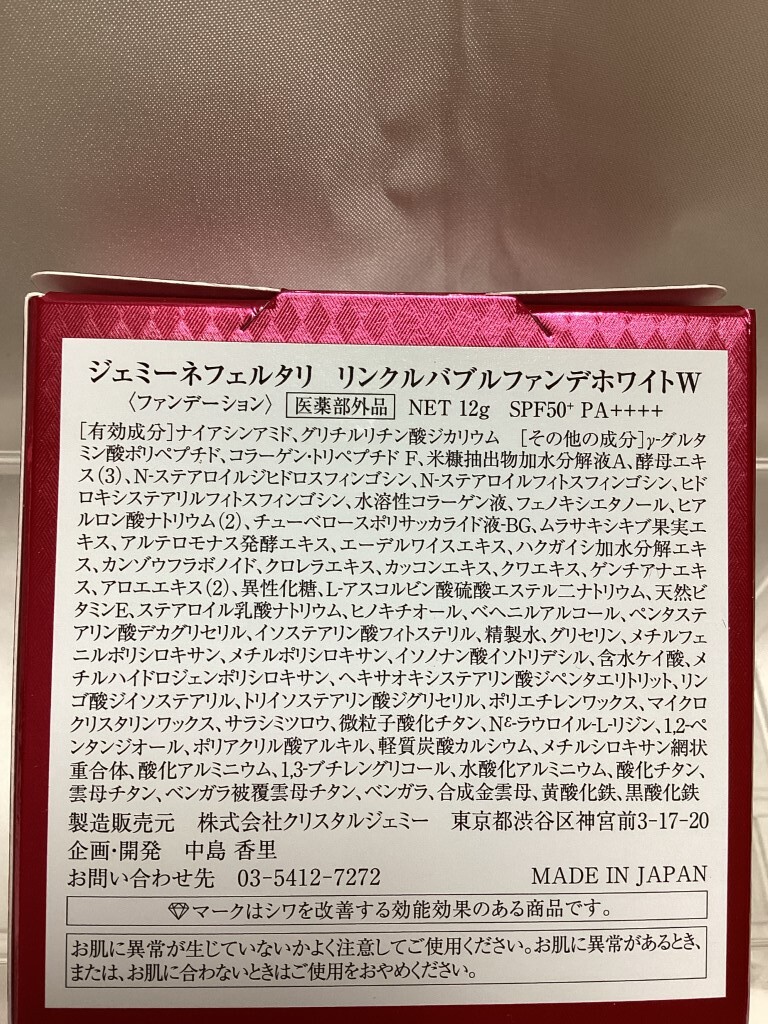 ジェミーネフェルタリ リンクルバブルファンデホワイトW
〈ファンデーション〉 医薬部外品 NET 12g SPF50+ PA++++
[有効成分]ナイアシンアミド、グリチルリチン酸ジカリウム [その他の成分]γ-グルタ
ミン酸ポリペプチド、コラーゲン・トリペプチド F、米糠抽出物加水分解液A、酵母エキ
ス(3)、N-ステアロイルジヒドロスフィンゴシン、N-ステアロイルフィトスフィンゴシン、ヒド
ロキシステアリルフィトスフィンゴシン、水溶性コラーゲン液、フェノキシエタノール、ヒア
ルロン酸ナトリウム(2)、チューベロースポリサッカライド液-BG、ムラサキシキブ果実エ
キス、アルテロモナス発酵エキス、エーデルワイスエキス、ハクガイシ加水分解エキ
ス、カンゾウフラボノイド、クロレラエキス、カッコンエキス、クワエキス、ゲンチアナエキ
ス、アロエエキス(2)、異性化糖、L-アスコルビン酸硫酸エステル二ナトリウム、天然ビ
タミンE、ステアロイル乳酸ナトリウム、ヒノキチオール、ベヘニルアルコール、ペンタステ
アリン酸デカグリセリル、イソステアリン酸フィトステリル、精製水、グリセリン、メチルフェ
ニルポリシロキサン、メチルポリシロキサン、イソノナン酸イソトリデシル、含水ケイ酸、メ
チルハイドロジェンポリシロキサン、ヘキサオキシステアリン酸ジペンタエリトリット、リン
ゴ酸ジイソステアリル、トリイソステアリン酸ジグリセリル、ポリエチレンワックス、マイクロ
クリスタリンワックス、サラシミツロウ、微粒子酸化チタン、Nε-ラウロイル-L-リジン、1,2-ペ
ンタンジオール、ポリアクリル酸アルキル、軽質炭酸カルシウム、メチルシロキサン網状
重合体、酸化アルミニウム、1,3-ブチレングリコール、水酸化アルミニウム、酸化チタン、
雲母チタン、ベンガラ被覆雲母チタン、ベンガラ、合成金雲母、黄酸化鉄、黒酸化鉄
製造販売元 株式会社クリスタルジェミー 東京都渋谷区神宮前3-17-20
企画・開発 中島 香里
お問い合わせ先 03-5412-7272 MADE IN JAPAN
マークはシワを改善する効能効果のある商品です。
お肌に異常が生じていないかよく注意してご使用ください。お肌に異常があるとき、
または、お肌に合わないときはご使用をおやめください。